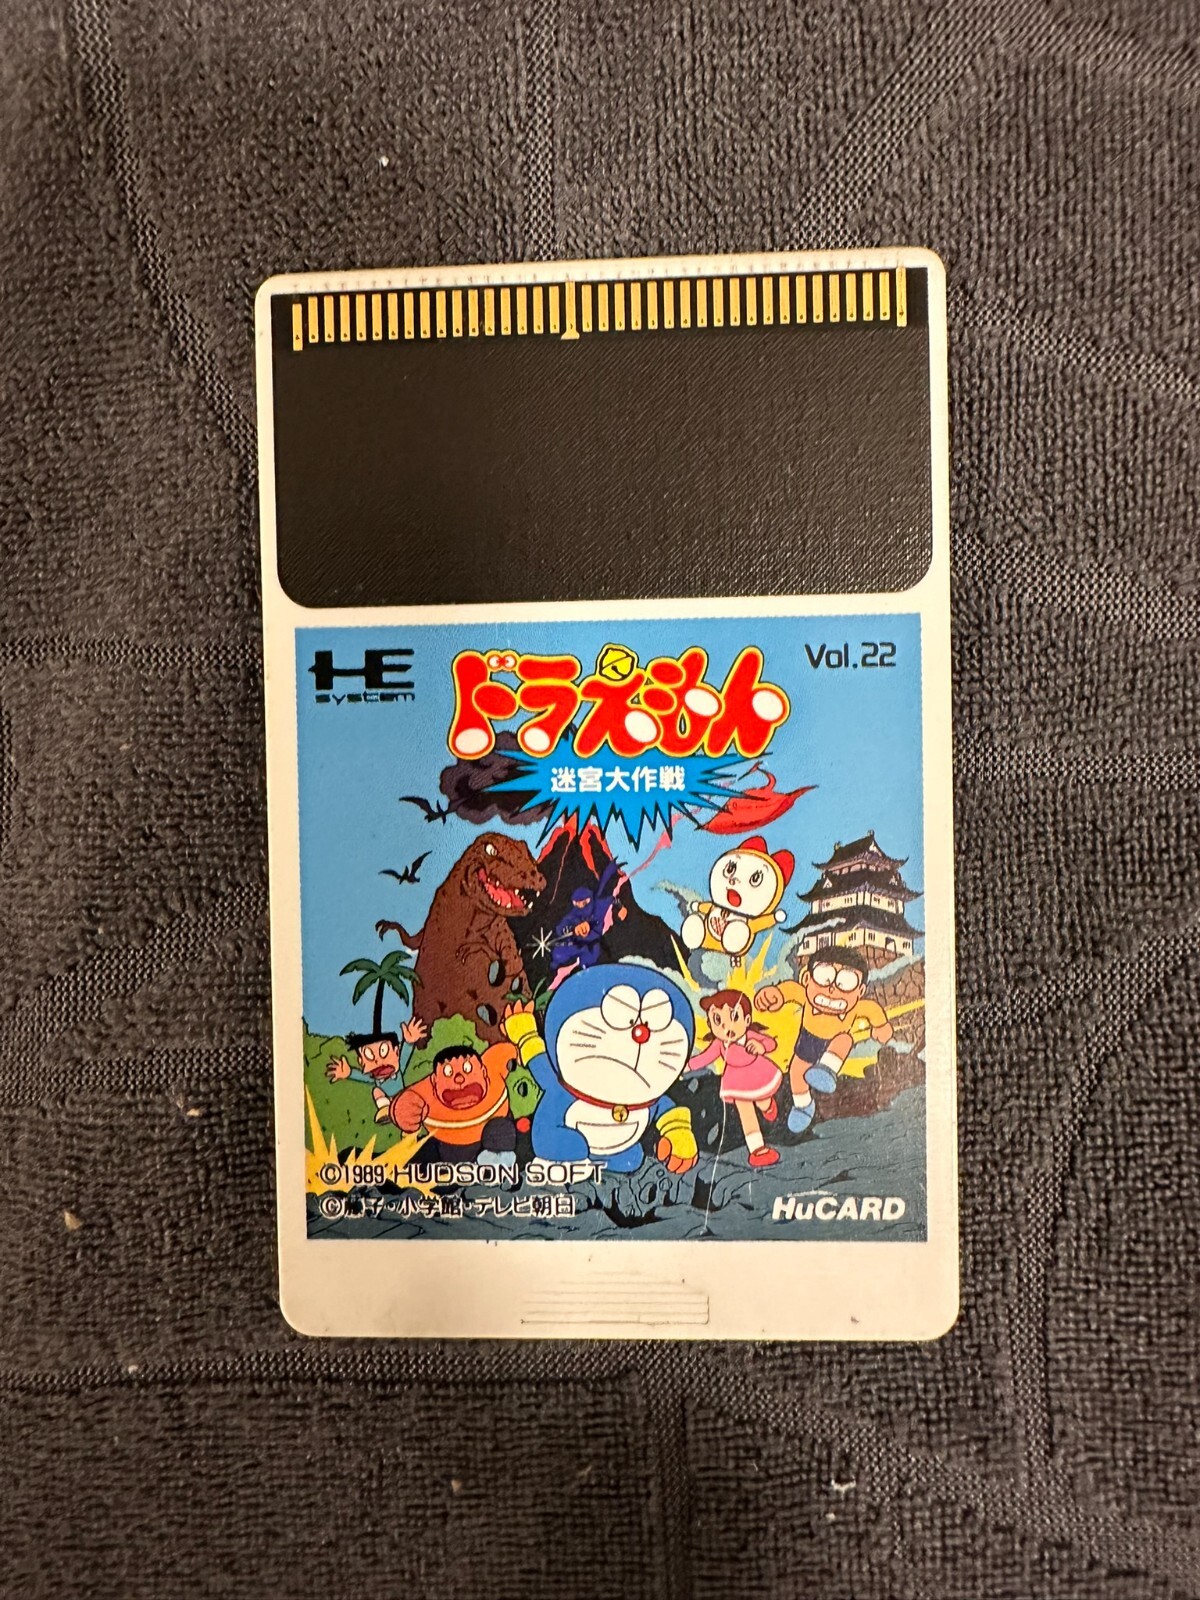 HE
system
ドラえもん
Vol.22
迷宮大作戦
©1989 HUDSON SOFT
©藤子・小学館・テレビ朝日
HuCARD